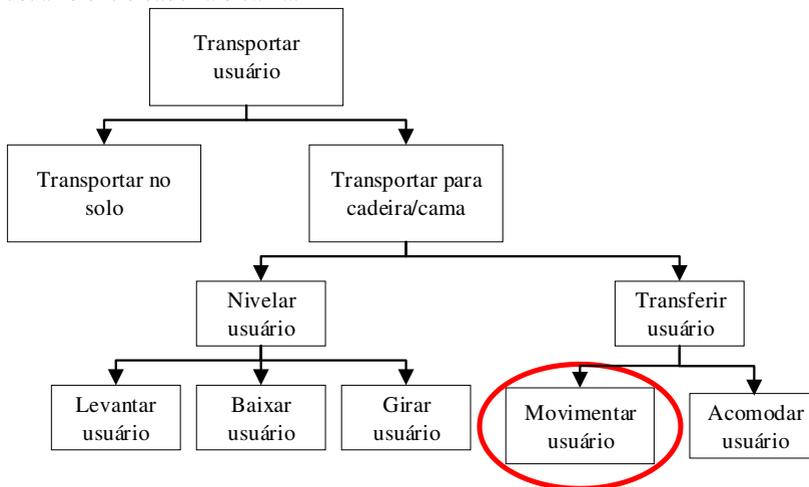 Transportar
usuário
Transportar no
solo
Transportar para
cadeira/cama
Nivelar
usuário
Transferir
usuário
Levantar
usuário
Baixar
usuário
Girar
usuário
Movimentar
usuário
Acomodar
usuário